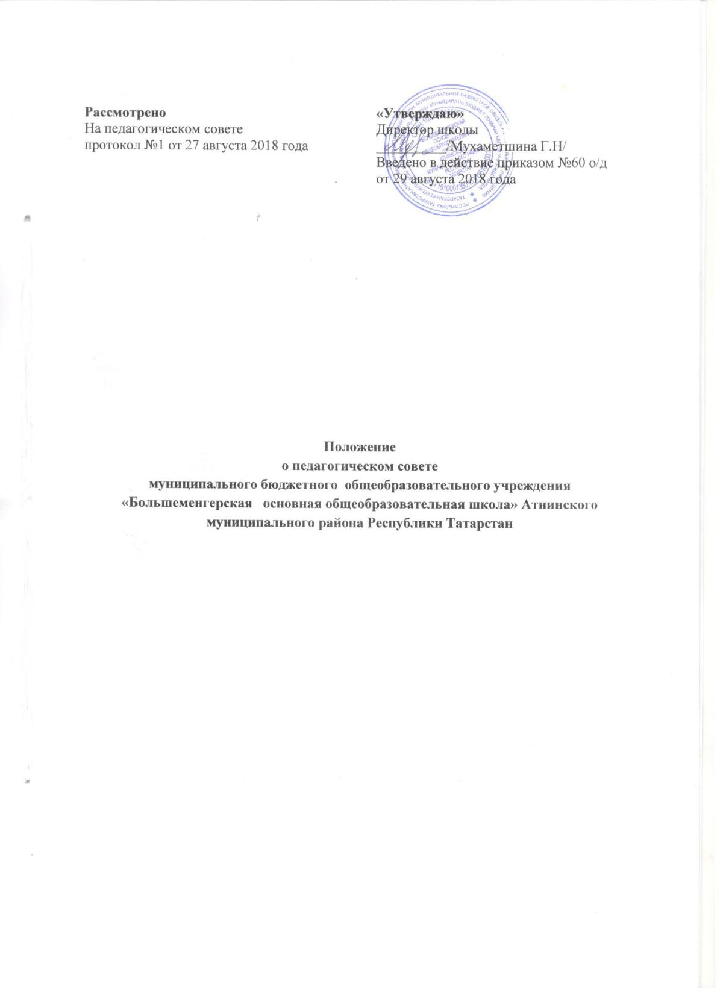 Рассмотрено
На педагогическом совете
протокол №1 от 27 августа 2018 года
«Утверждаю»
Директор школы
__________/Мухаметшина Г.Н/
Введено в действие приказом №60 о/д
от 29 августа 2018 года
Положение
о педагогическом совете
муниципального бюджетного общеобразовательного учреждения
«Большеменгерская основная общеобразовательная школа» Атнинского
муниципального района Республики Татарстан